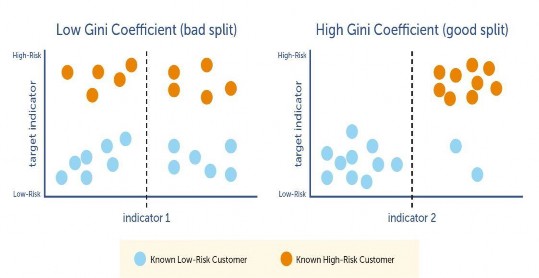 Low Gini Coefficient (bad split)
High Gini Coefficient (good split)
High-Risk
target indicator
Low-Risk
indicator 1
High-Risk
target indicator
Low-Risk
indicator 2
Known Low-Risk Customer
Known High-Risk Customer